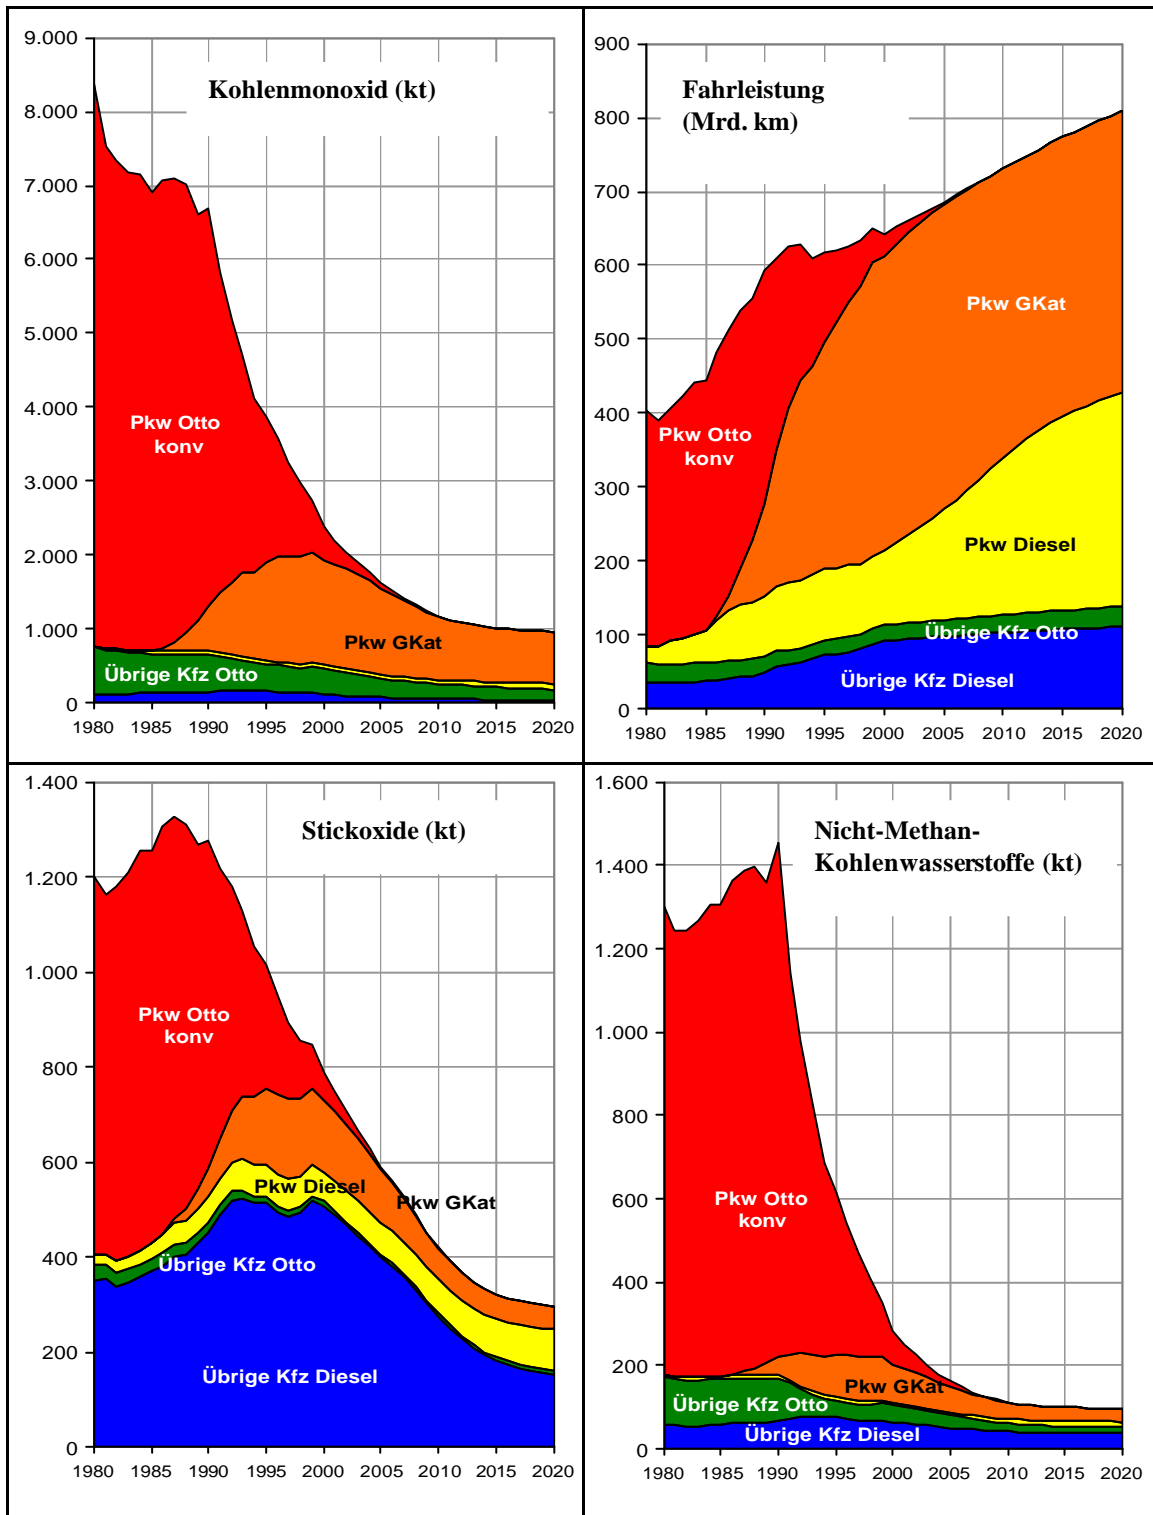 Kohlenmonoxid (kt)
9.000
8.000
7.000
6.000
5.000
4.000
3.000
2.000
1.000
0
Pkw Otto
konv
Pkw GKat
Übrige Kfz Otto
1980 1985 1990 1995 2000 2005 2010 2015 2020
Fahrleistung
(Mrd. km)
900
800
700
600
500
400
300
200
100
0
Pkw Otto
konv
Pkw GKat
Pkw Diesel
Übrige Kfz Otto
Übrige Kfz Diesel
1980 1985 1990 1995 2000 2005 2010 2015 2020
Stickoxide (kt)
1.400
1.200
1.000
800
600
400
200
0
Pkw Otto
konv
Pkw Diesel
Pkw GKat
Übrige Kfz Otto
Übrige Kfz Diesel
1980 1985 1990 1995 2000 2005 2010 2015 2020
Nicht-Methan-
Kohlenwasserstoffe (kt)
1.600
1.400
1.200
1.000
800
600
400
200
0
Pkw Otto
konv
Pkw GKat
Übrige Kfz Otto
Übrige Kfz Diesel
1980 1985 1990 1995 2000 2005 2010 2015 2020